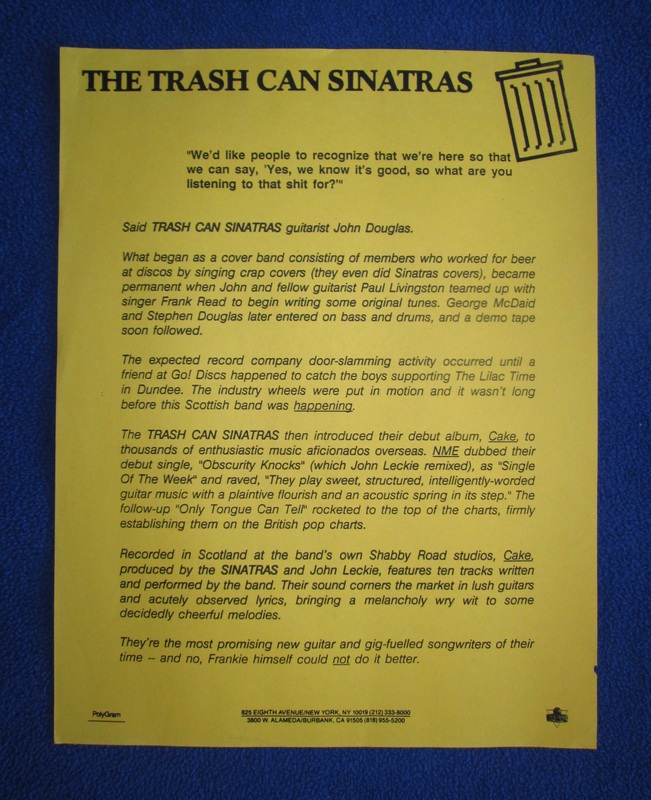 THE TRASH CAN SINATRAS
"We'd like people to recognize that we're here so that
we can say, 'Yes, we know it's good, so what are you
listening to that shit for?'"
Said TRASH CAN SINATRAS guitarist John Douglas.
What began as a cover band consisting of members who worked for beer
at discos by singing crap covers (they even did Sinatras covers), became
permanent when John and fellow guitarist Paul Livingston teamed up with
singer Frank Read to begin writing some original tunes. George McDaid
and Stephen Douglas later entered on bass and drums, and a demo tape
soon followed.
The expected record company door-slamming activity occurred until a
friend at Go! Discs happened to catch the boys supporting The Lilac Time
in Dundee. The industry wheels were put in motion and it wasn't long
before this Scottish band was happening.
The TRASH CAN SINATRAS then introduced their debut album, Cake, to
thousands of enthusiastic music aficionados overseas. NME dubbed their
debut single, "Obscurity Knocks" (which John Leckie remixed), as "Single
Of The Week" and raved, "They play sweet, structured, intelligently-worded
guitar music with a plaintive flourish and an acoustic spring in its step." The
follow-up "Only Tongue Can Tell" rocketed to the top of the charts, firmly
establishing them on the British pop charts.
Recorded in Scotland at the band's own Shabby Road studios, Cake,
produced by the SINATRAS and John Leckie, features ten tracks written
and performed by the band. Their sound corners the market in lush guitars
and acutely observed lyrics, bringing a melancholy wry wit to some
decidedly cheerful melodies.
They're the most promising new guitar and gig-fuelled songwriters of their
time -- and no, Frankie himself could not do it better.
PolyGram
825 EIGHTH AVENUE/NEW YORK, NY 10019 (212) 333-8000
3800 W. ALAMEDA/BURBANK, CA 91505 (818) 955-5200